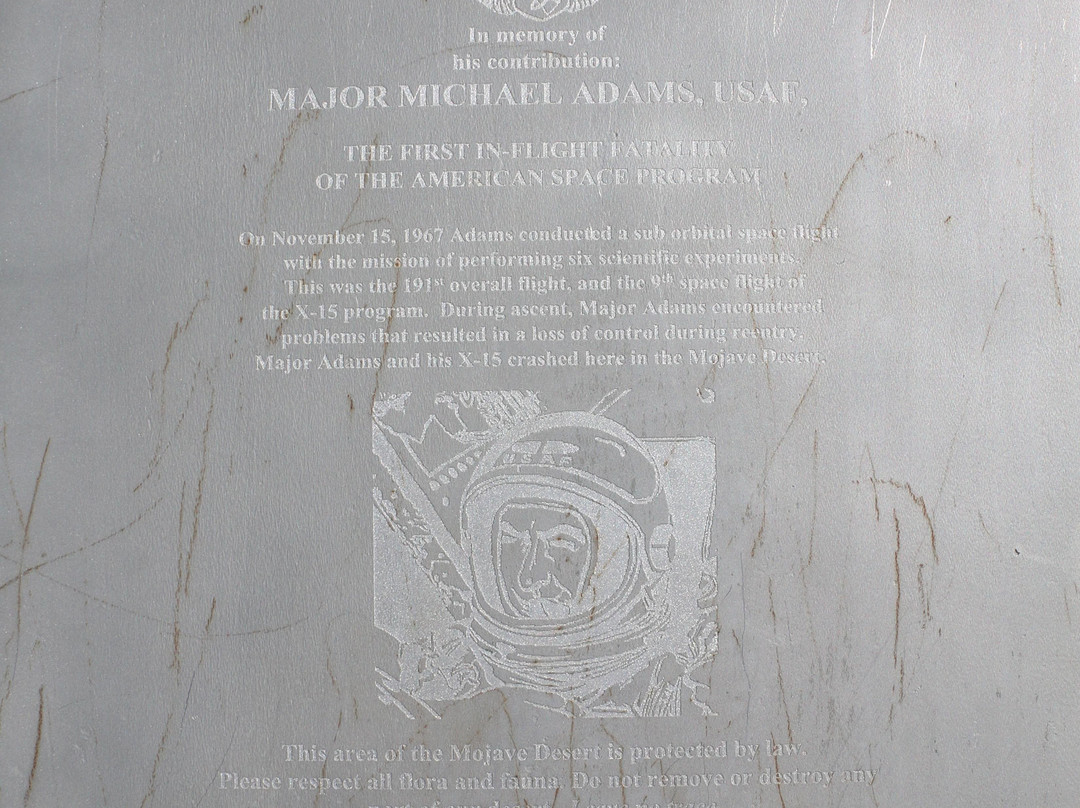 In memory of
his contribution:
MAJOR MICHAEL ADAMS, USAF,
THE FIRST IN-FLIGHT FATALITY
OF THE AMERICAN SPACE PROGRAM
On November 15, 1967 Adams conducted a sub orbital space flight
with the mission of performing six scientific experiments.
This was the 191st overall flight, and the 9th space flight of
the X-15 program. During ascent, Major Adams encountered
problems that resulted in a loss of control during reentry.
Major Adams and his X-15 crashed here in the Mojave Desert.
USAF
This area of the Mojave Desert is protected by law.
Please respect all flora and fauna. Do not remove or destroy any